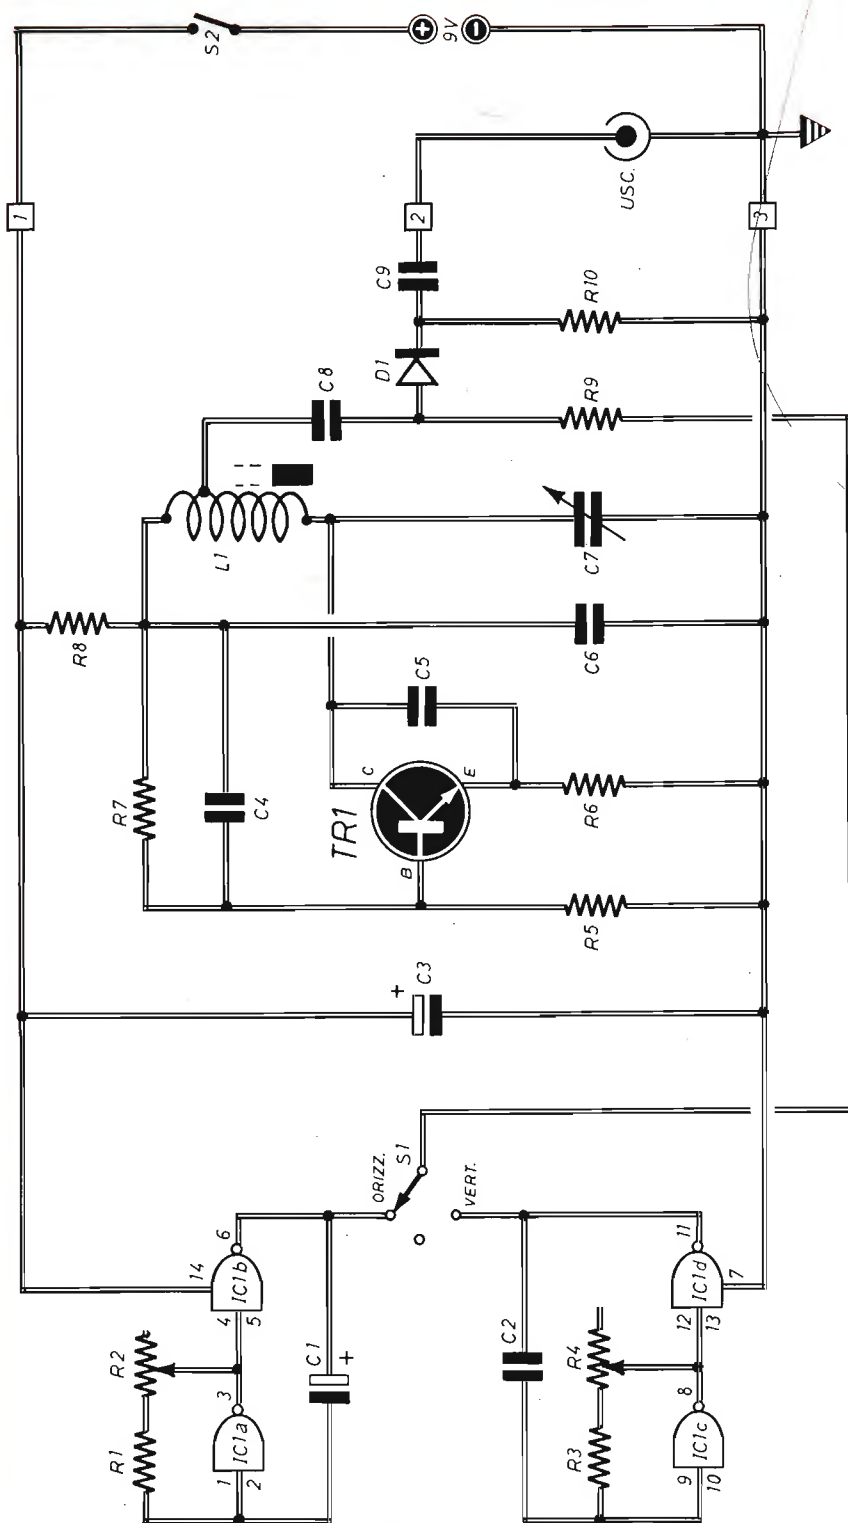 R1
R2
IC1a
1
2
3
IC1b
4
5
6
14
C1
+
ORIZZ.
S1
VERT.
C2
R3
R4
IC1c
9
10
8
IC1d
12
13
11
7
C3
+
R7
C4
TR1
B
C
E
R5
R6
C5
R8
C6
L1
C7
C8
D1
R9
C9
R10
1
2
3
USC.
S2
+
9V
-